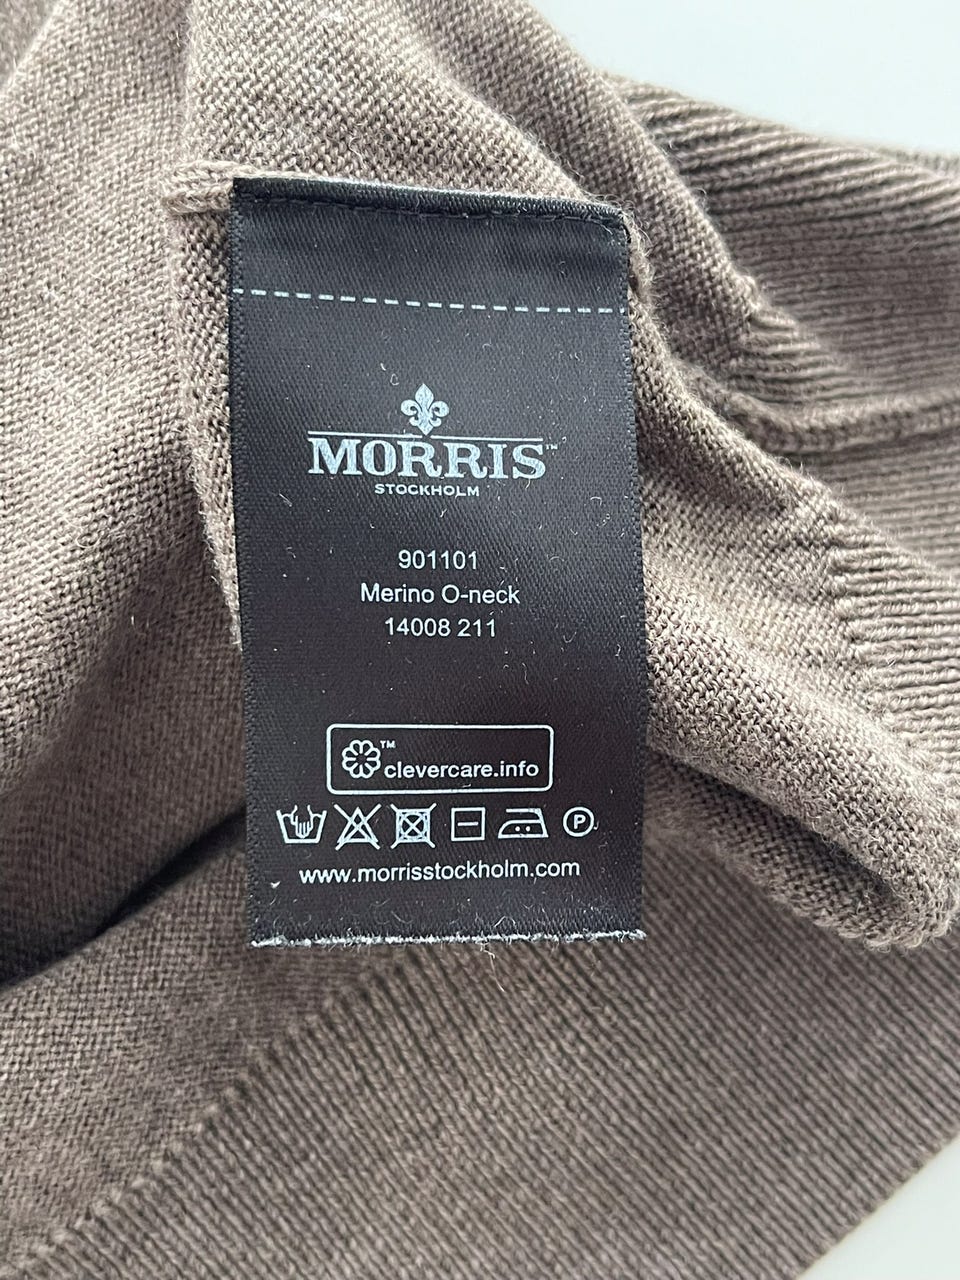 MORRIS™
STOCKHOLM
901101
Merino O-neck
14008 211
™
clevercare.info
P
www.morrisstockholm.com